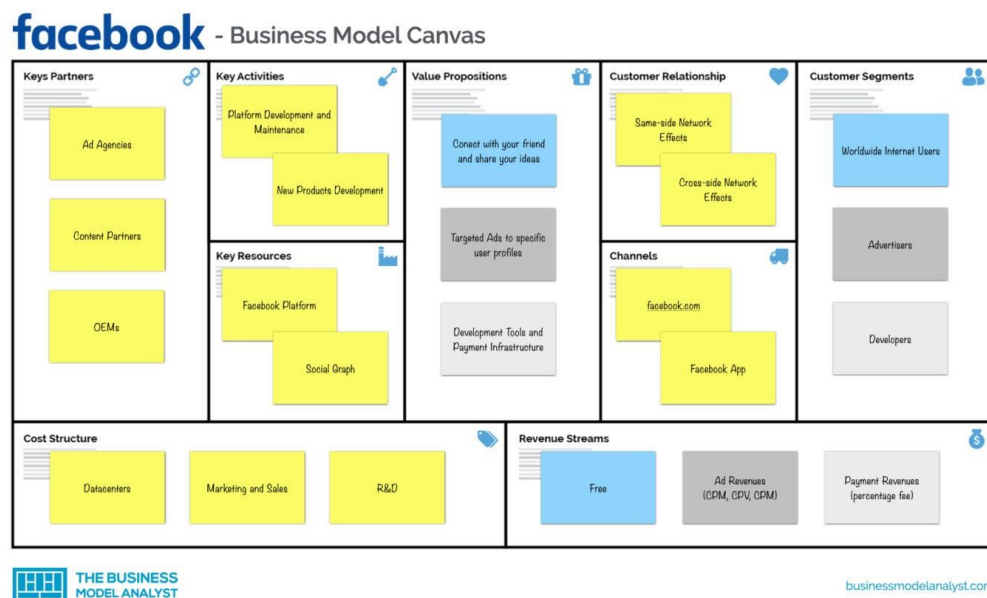 facebook - Business Model Canvas
Keys Partners
Ad Agencies
Content Partners
OEMs
Key Activities
Platform Development and
Maintenance
New Products Development
Key Resources
Facebook Platform
Social Graph
Value Propositions
Conect with your friend
and share your ideas
Targeted Ads to specific
user profiles
Development Tools and
Payment Infrastructure
Customer Relationship
Same-side Network
Effects
Cross-side Network
Effects
Channels
facebook.com
Facebook App
Customer Segments
Worldwide Internet Users
Advertisers
Developers
Cost Structure
Datacenters
Marketing and Sales
R&D
Revenue Streams
Free
Ad Revenues
(CPM, CPV, CPM)
Payment Revenues
(percentage fee)
THE BUSINESS
MODEL ANALYST
businessmodelanalyst.com